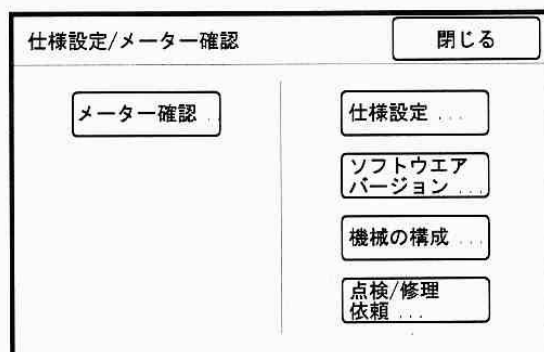 仕様設定/メーター確認
閉じる
メーター確認 ...
仕様設定 ...
ソフトウエア
バージョン ...
機械の構成 ...
点検/修理
依頼 ...